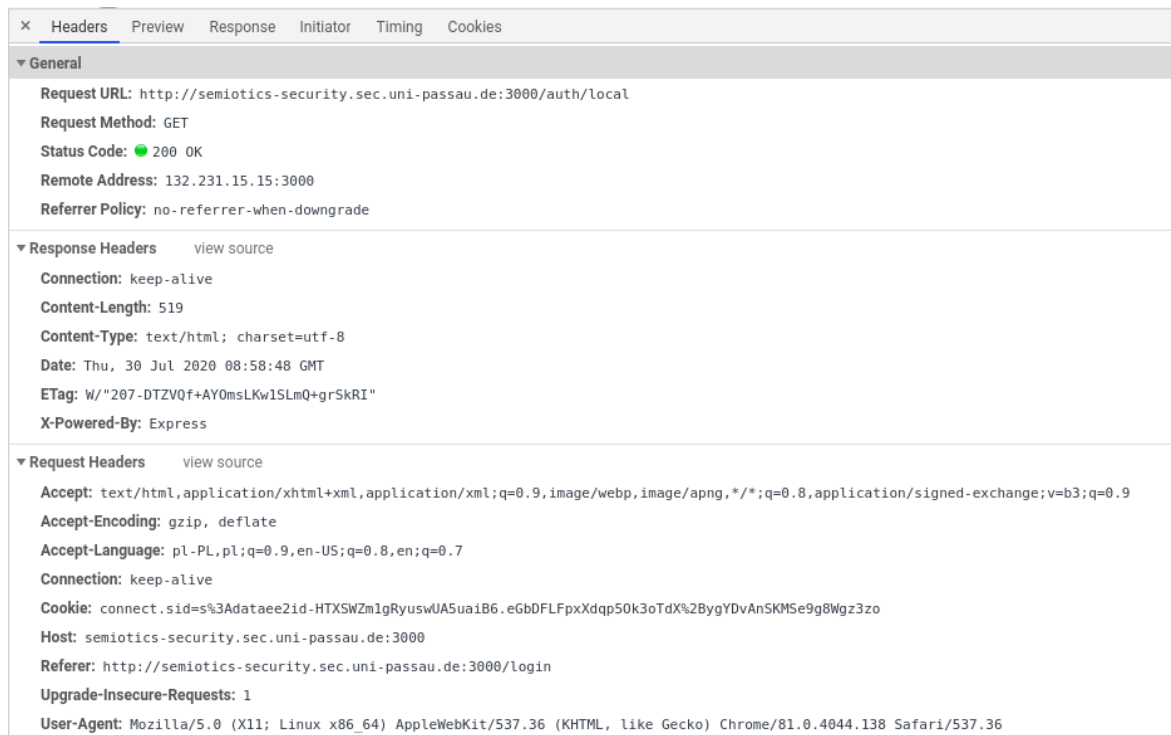 × Headers Preview Response Initiator Timing Cookies
▼ General
Request URL: http://semiotics-security.sec.uni-passau.de:3000/auth/local
Request Method: GET
Status Code: 200 OK
Remote Address: 132.231.15.15:3000
Referrer Policy: no-referrer-when-downgrade
▼ Response Headers view source
Connection: keep-alive
Content-Length: 519
Content-Type: text/html; charset=utf-8
Date: Thu, 30 Jul 2020 08:58:48 GMT
ETag: W/"207-DTZVQf+AYOmsLKw1SLmQ+grSkRI"
X-Powered-By: Express
▼ Request Headers view source
Accept: text/html,application/xhtml+xml,application/xml;q=0.9,image/webp,image/apng,*/*;q=0.8,application/signed-exchange;v=b3;q=0.9
Accept-Encoding: gzip, deflate
Accept-Language: pl-PL,pl;q=0.9,en-US;q=0.8,en;q=0.7
Connection: keep-alive
Cookie: connect.sid=s%3Adataee2id-HTXSWZm1gRyuswUA5uaiB6.eGbDFLFpxXdqp5Ok3oTdX%2BygYDvAnSKMSe9g8Wgz3zo
Host: semiotics-security.sec.uni-passau.de:3000
Referer: http://semiotics-security.sec.uni-passau.de:3000/login
Upgrade-Insecure-Requests: 1
User-Agent: Mozilla/5.0 (X11; Linux x86_64) AppleWebKit/537.36 (KHTML, like Gecko) Chrome/81.0.4044.138 Safari/537.36